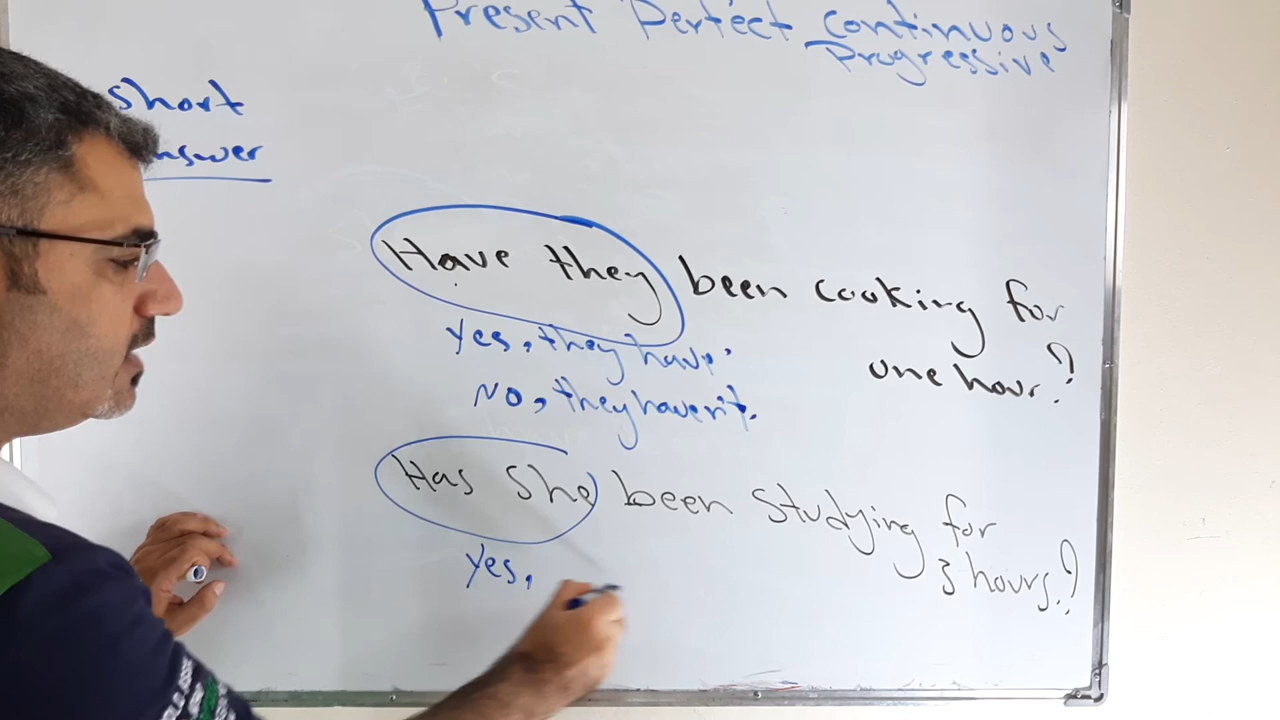 Present Perfect continuous
Progressive
short
nswer
Have they been cooking for
one hour?
yes, they have.
No, they haven't.
Has she been studying for
3 hours?
yes,